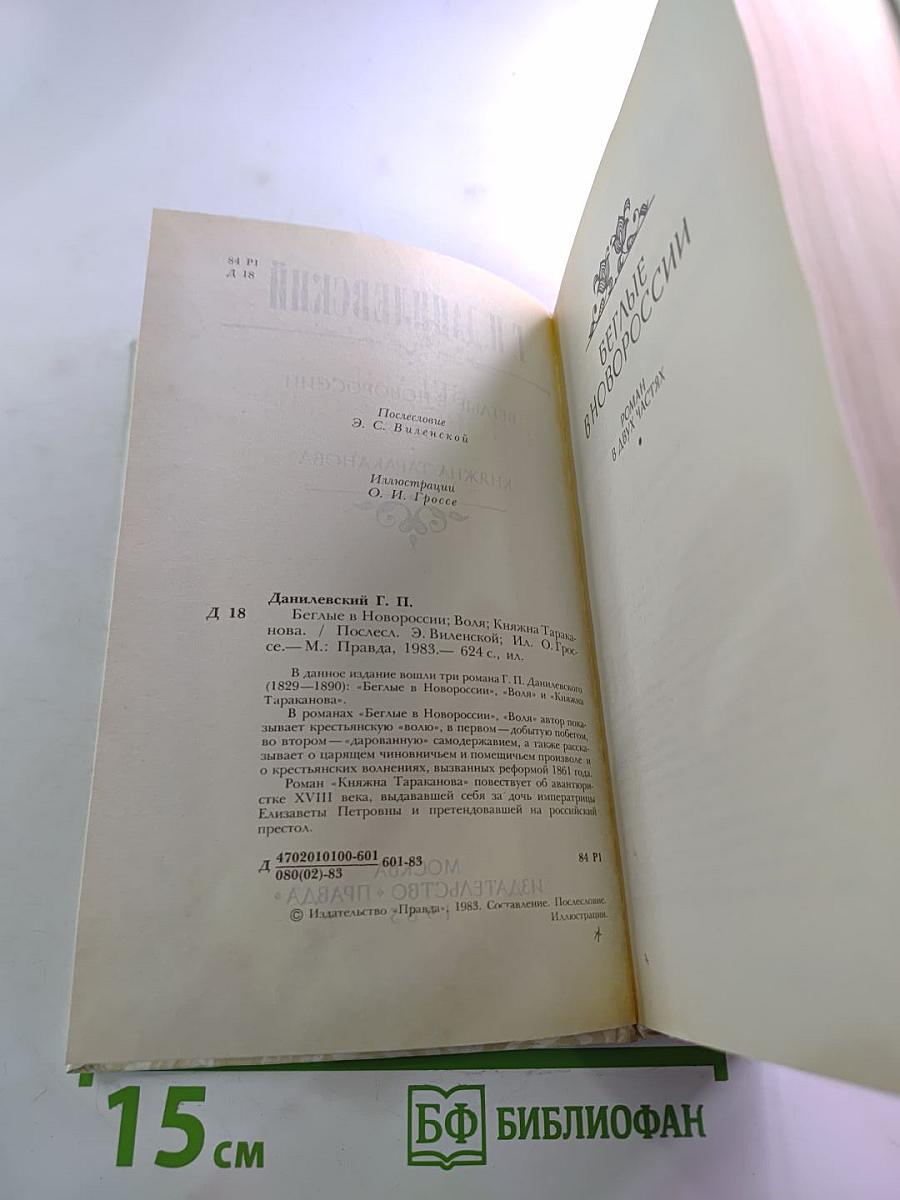 84 Р1
Д 18
Послесловие
Э. С. Виленской
Иллюстрации
О. И. Гроссе
Данилевский Г. П.
Д 18
Беглые в Новороссии; Воля; Княжна Тарака-
нова. / Послесл. Э. Виленской; Ил. О. Грос-
се.— М.: Правда, 1983.— 624 с., ил.
В данное издание вошли три романа Г. П. Данилевского
(1829—1890): «Беглые в Новороссии», «Воля» и «Княжна
Тараканова».
В романах «Беглые в Новороссии», «Воля» автор пока-
зывает крестьянскую «волю», в первом — добытую побегом,
во втором — «дарованную» самодержавием, а также расска-
зывает о царящем чиновничьем и помещичьем произволе и
о крестьянских волнениях, вызванных реформой 1861 года.
Роман «Княжна Тараканова» повествует об авантюри-
стке XVIII века, выдававшей себя за дочь императрицы
Елизаветы Петровны и претендовавшей на российский
престол.
Д 4702010100-601 601-83
080(02)-83
84 Р1
© Издательство «Правда», 1983. Составление. Послесловие.
Иллюстрации.
БЕГЛЫЕ
В НОВОРОССИИ
РОМАН
В ДВУХ ЧАСТЯХ
15 см
БФ БИБЛИОФАН